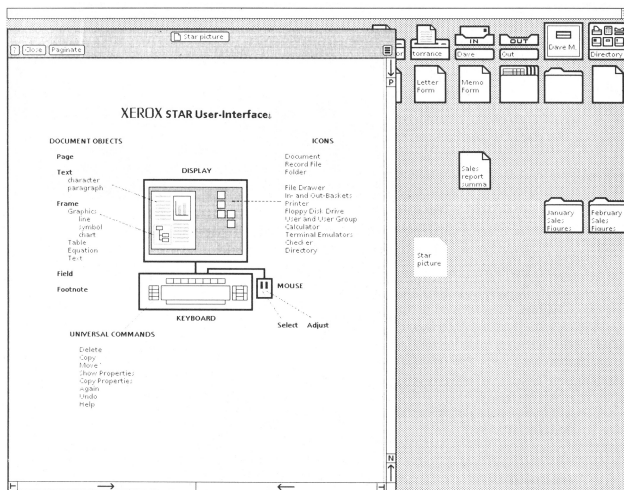 Star picture
? Close Paginate
XEROX STAR User-Interface
DOCUMENT OBJECTS
Page
Text
character
paragraph
Frame
Graphics
line
symbol
chart
Table
Equation
Text
Field
Footnote
DISPLAY
KEYBOARD
MOUSE
Select Adjust
ICONS
Document
Record File
Folder
File Drawer
In- and Out-Baskets
Printer
Floppy Disk Drive
User and User Group
Calculator
Terminal Emulators
Checker
Directory
UNIVERSAL COMMANDS
Delete
Copy
Move
Show Properties
Copy Properties
Again
Undo
Help
P
N
torrance
IN
Dave
OUT
Out
Dave M.
Directory
Letter
Form
Memo
Form
Sales
report
summa
January
Sales
Figures
February
Sales
Figures
Star
picture